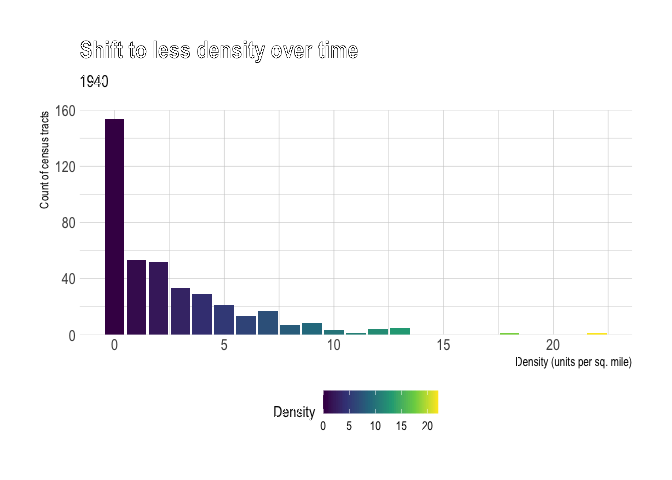 Shift to less density over time
1940
Count of census tracts
160
120
80
40
0
0 5 10 15 20
Density (units per sq. mile)
Density
0 5 10 15 20